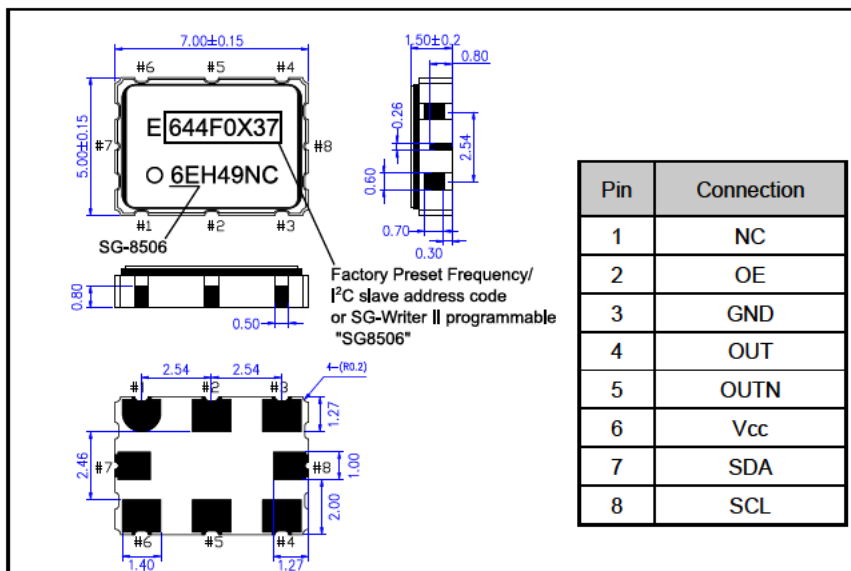 7.00±0.15
#6 #5 #4
5.00±0.15
#7
E 644F0X37
6EH49NC
#8
#1 #2 #3
SG-8506
1.50±0.2
0.80
0.26
2.54
0.60
0.70
0.30
Factory Preset Frequency/
I²C slave address code
or SG-Writer II programmable
"SG8506"
0.80
0.50
2.54 2.54
(R0.2)
#1 #2 #3
1.27
2.46
#7
#8
1.00
2.00
#6 #5 #4
1.40
1.27
Pin Connection
1 NC
2 OE
3 GND
4 OUT
5 OUTN
6 Vcc
7 SDA
8 SCL